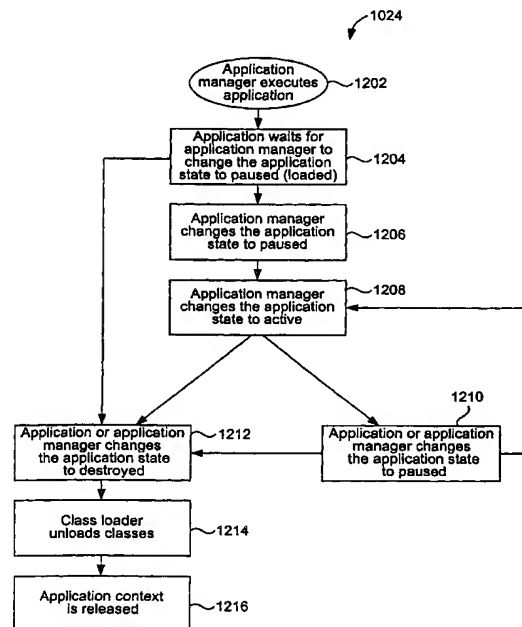 1024
Application
manager executes
application
1202
Application waits for
application manager to
change the application
state to paused (loaded)
1204
Application manager
changes the application
state to paused
1206
Application manager
changes the application
state to active
1208
Application or application
manager changes
the application state
to destroyed
1212
Application or application
manager changes
the application state
to paused
1210
Class loader
unloads classes
1214
Application context
is released
1216